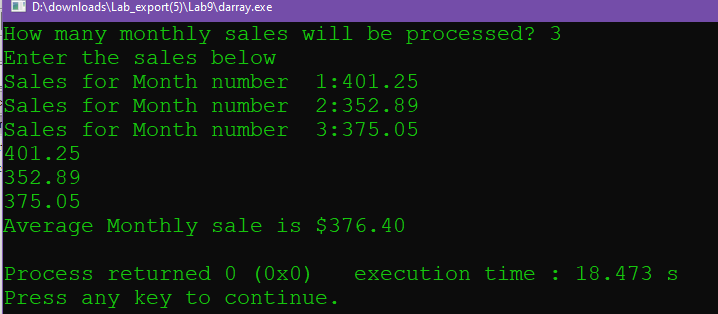 D:\downloads\Lab_export(5)\Lab9\darray.exe
How many monthly sales will be processed? 3
Enter the sales below
Sales for Month number  1:401.25
Sales for Month number  2:352.89
Sales for Month number  3:375.05
401.25
352.89
375.05
Average Monthly sale is $376.40
Process returned 0 (0x0)   execution time : 18.473 s
Press any key to continue.